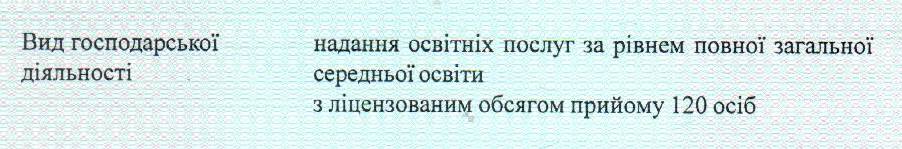 Вид господарської надання освітніх послуг за рівнем повної загальної
діяльності середньої освіти
з ліцензованим обсягом прийому 120 осіб